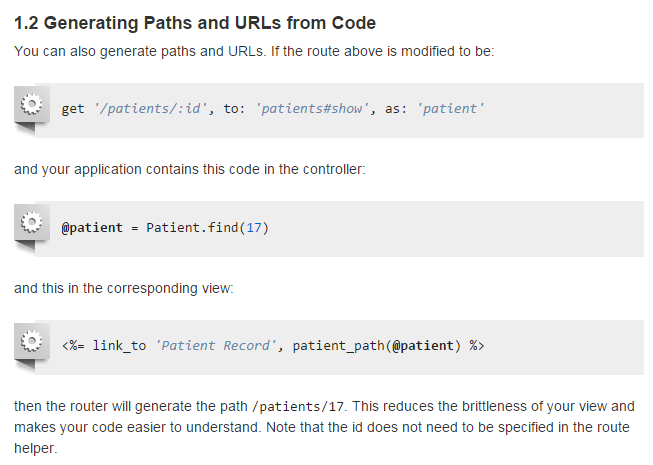 1.2 Generating Paths and URLs from Code
You can also generate paths and URLs. If the route above is modified to be:
get '/patients/:id', to: 'patients#show', as: 'patient'
and your application contains this code in the controller:
@patient = Patient.find(17)
and this in the corresponding view:
<%= link_to 'Patient Record', patient_path(@patient) %>
then the router will generate the path /patients/17. This reduces the brittleness of your view and
makes your code easier to understand. Note that the id does not need to be specified in the route
helper.